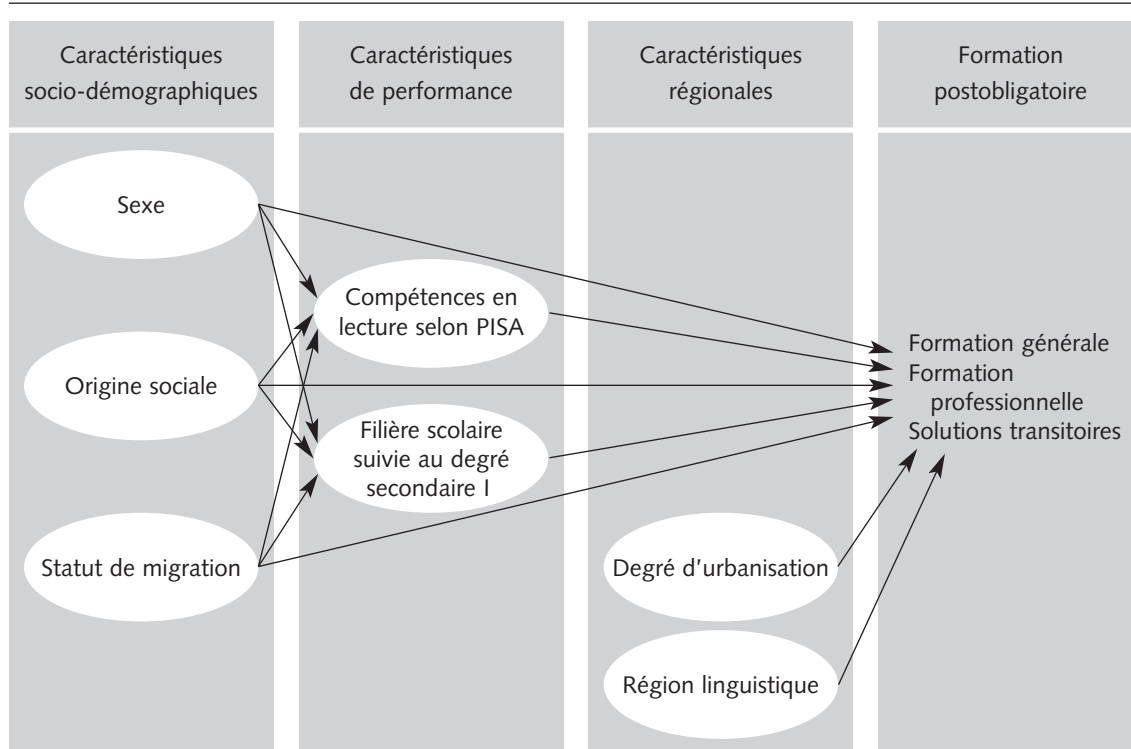 Caractéristiques
socio-démographiques
Caractéristiques
de performance
Caractéristiques
régionales
Formation
postobligatoire
Sexe
Origine sociale
Statut de migration
Compétences en
lecture selon PISA
Filière scolaire
suivie au degré
secondaire I
Degré d'urbanisation
Région linguistique
Formation générale
Formation
professionnelle
Solutions transitoires